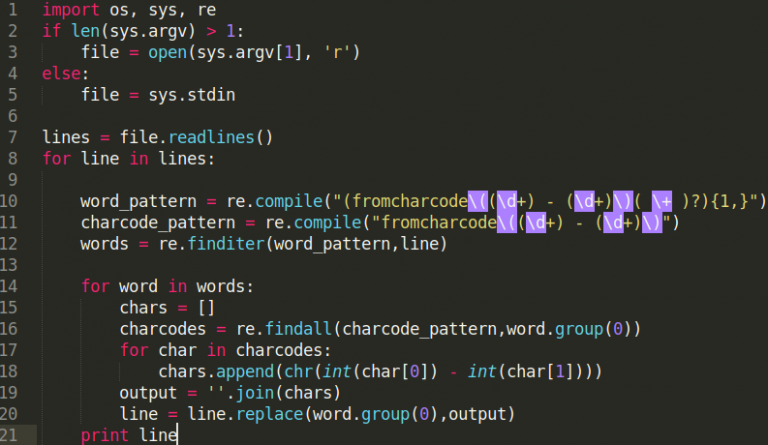 1 import os, sys, re
2 if len(sys.argv) > 1:
3     file = open(sys.argv[1], 'r')
4 else:
5     file = sys.stdin
6
7 lines = file.readlines()
8 for line in lines:
9
10     word_pattern = re.compile("(fromcharcode\((\d+) - (\d+)\)( \+ )?){1,}")
11     charcode_pattern = re.compile("fromcharcode\((\d+) - (\d+)\)")
12     words = re.finditer(word_pattern,line)
13
14     for word in words:
15         chars = []
16         charcodes = re.findall(charcode_pattern,word.group(0))
17         for char in charcodes:
18             chars.append(chr(int(char[0]) - int(char[1])))
19         output = ''.join(chars)
20         line = line.replace(word.group(0),output)
21     print line